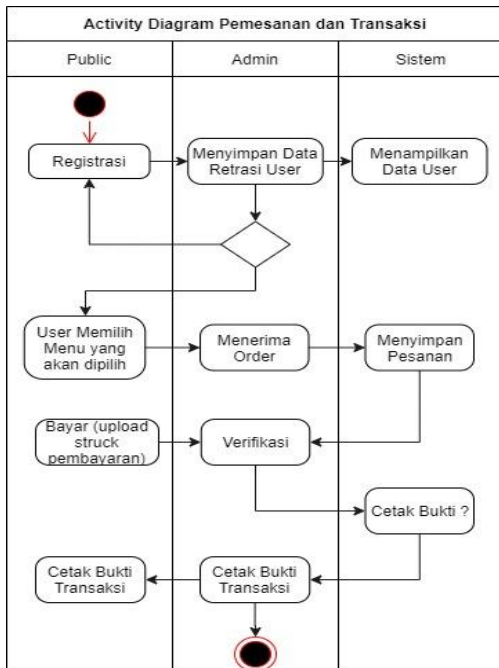 Activity Diagram Pemesanan dan Transaksi
Public
Admin
Sistem
Registrasi
Menyimpan Data
Retrasi User
Menampilkan
Data User
User Memilih
Menu yang
akan dipilih
Menerima
Order
Menyimpan
Pesanan
Bayar (upload
struck
pembayaran)
Verifikasi
Cetak Bukti ?
Cetak Bukti
Transaksi
Cetak Bukti
Transaksi